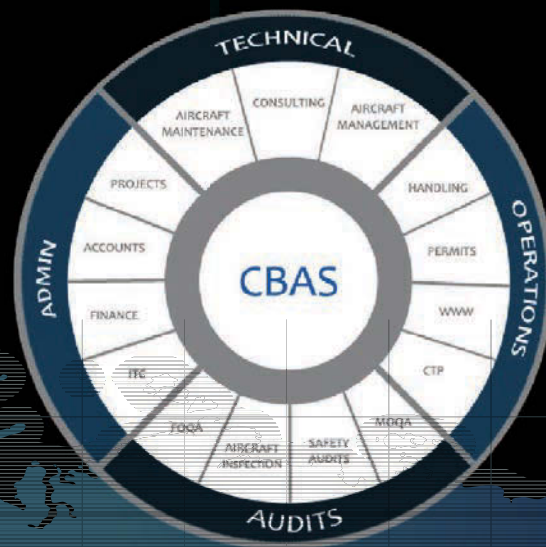 TECHNICAL
AIRCRAFT
MAINTENANCE
CONSULTING
AIRCRAFT
MANAGEMENT
OPERATIONS
HANDLING
PERMITS
WWW
CTP
AUDITS
MOQA
SAFETY
AUDITS
AIRCRAFT
INSPECTION
FOQA
ADMIN
ITC
FINANCE
ACCOUNTS
PROJECTS
CBAS